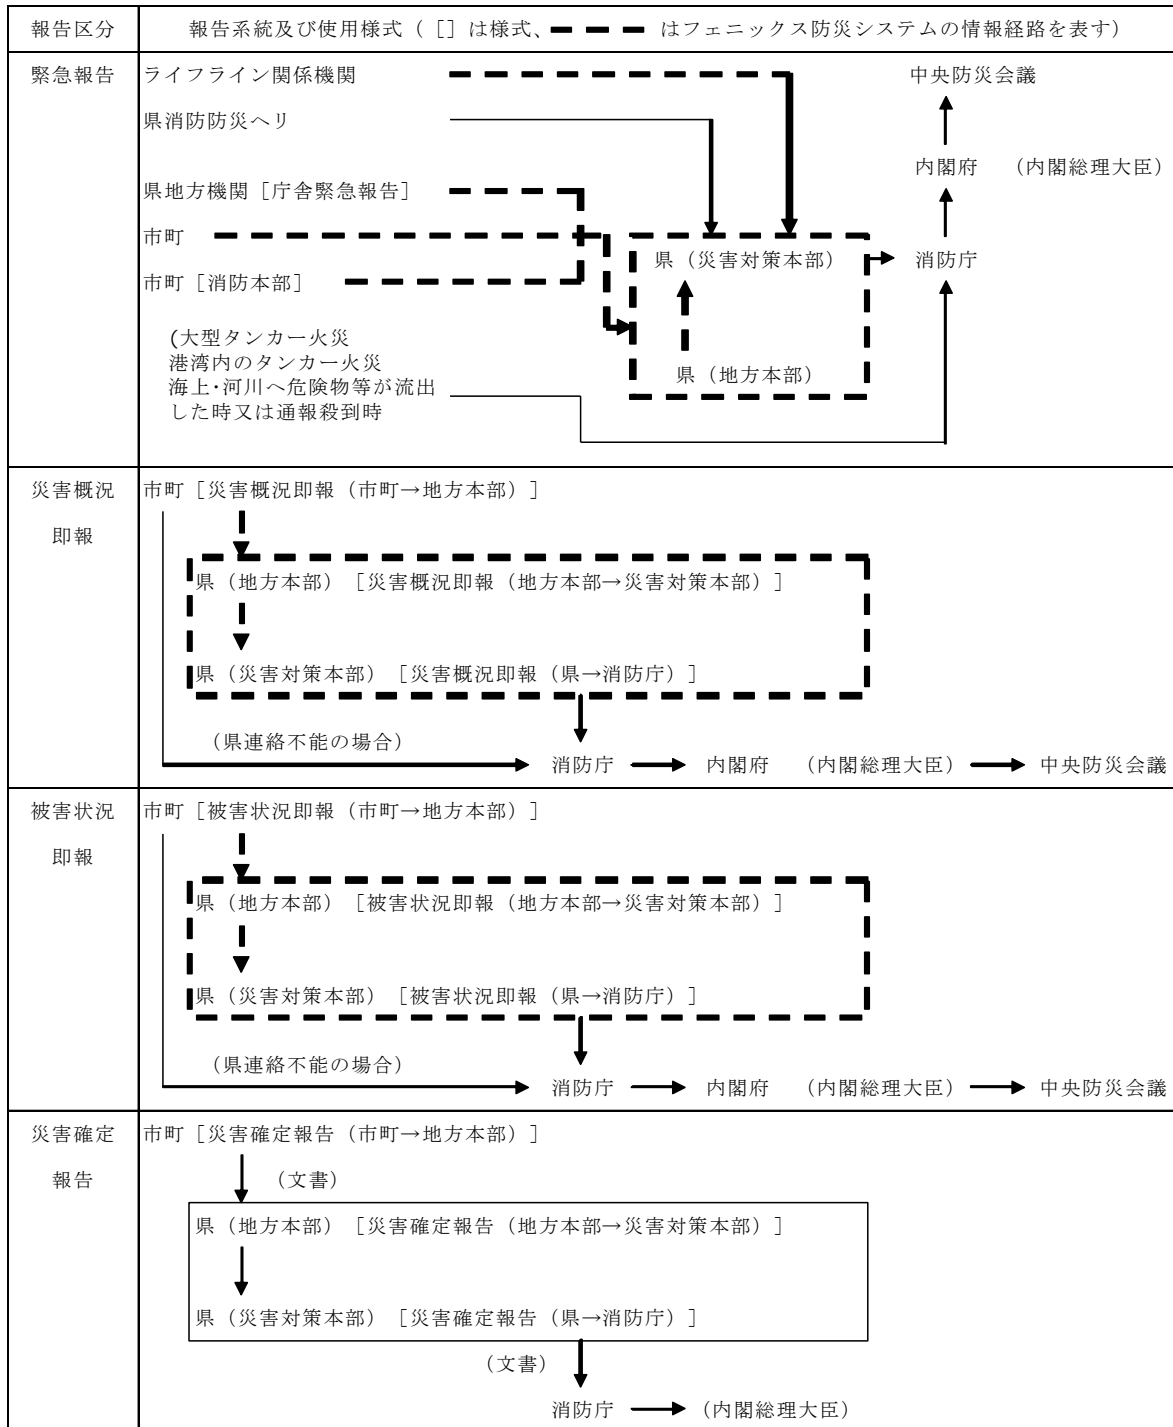 報告区分
報告系統及び使用様式（［］は様式、 はフェニックス防災システムの情報経路を表す）
緊急報告
ライフライン関係機関
中央防災会議
県消防防災ヘリ
内閣府 （内閣総理大臣）
県地方機関［庁舎緊急報告］
市町
県（災害対策本部）
消防庁
市町［消防本部］
(大型タンカー火災
港湾内のタンカー火災
海上・河川へ危険物等が流出
した時又は通報殺到時
県（地方本部）
災害概況
即報
市町［災害概況即報（市町→地方本部）］
県（地方本部）［災害概況即報（地方本部→災害対策本部）］
県（災害対策本部）［災害概況即報（県→消防庁）］
（県連絡不能の場合）
消防庁 → 内閣府 （内閣総理大臣） → 中央防災会議
被害状況
即報
市町［被害状況即報（市町→地方本部）］
県（地方本部）［被害状況即報（地方本部→災害対策本部）］
県（災害対策本部）［被害状況即報（県→消防庁）］
（県連絡不能の場合）
消防庁 → 内閣府 （内閣総理大臣） → 中央防災会議
災害確定
報告
市町［災害確定報告（市町→地方本部）］
（文書）
県（地方本部）［災害確定報告（地方本部→災害対策本部）］
県（災害対策本部）［災害確定報告（県→消防庁）］
（文書）
消防庁 → （内閣総理大臣）